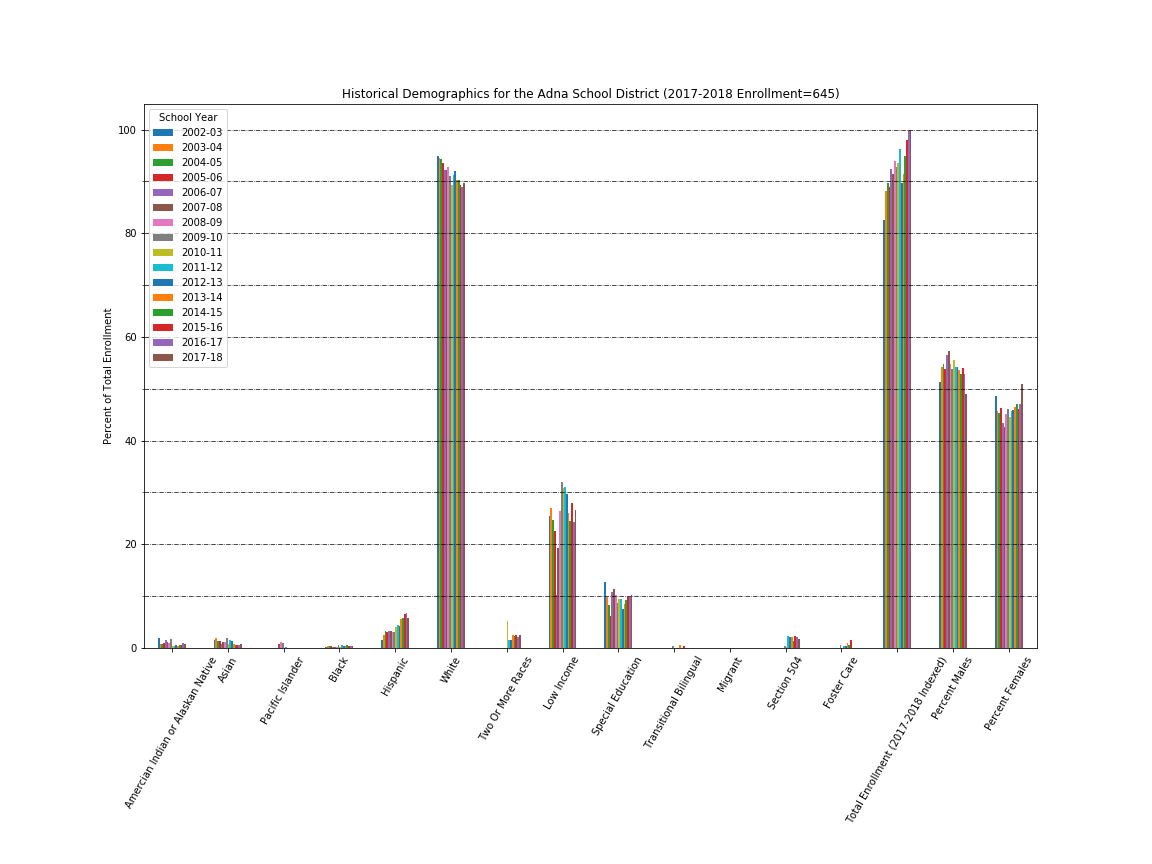 Historical Demographics for the Adna School District (2017-2018 Enrollment=645)
School Year
2002-03
2003-04
2004-05
2005-06
2006-07
2007-08
2008-09
2009-10
2010-11
2011-12
2012-13
2013-14
2014-15
2015-16
2016-17
2017-18
Percent of Total Enrollment
100
80
60
40
20
0
Amercian Indian or Alaskan Native
Asian
Pacific Islander
Black
Hispanic
White
Two Or More Races
Low Income
Special Education
Transitional Bilingual
Migrant
Section 504
Foster Care
Total Enrollment (2017-2018 Indexed)
Percent Males
Percent Females